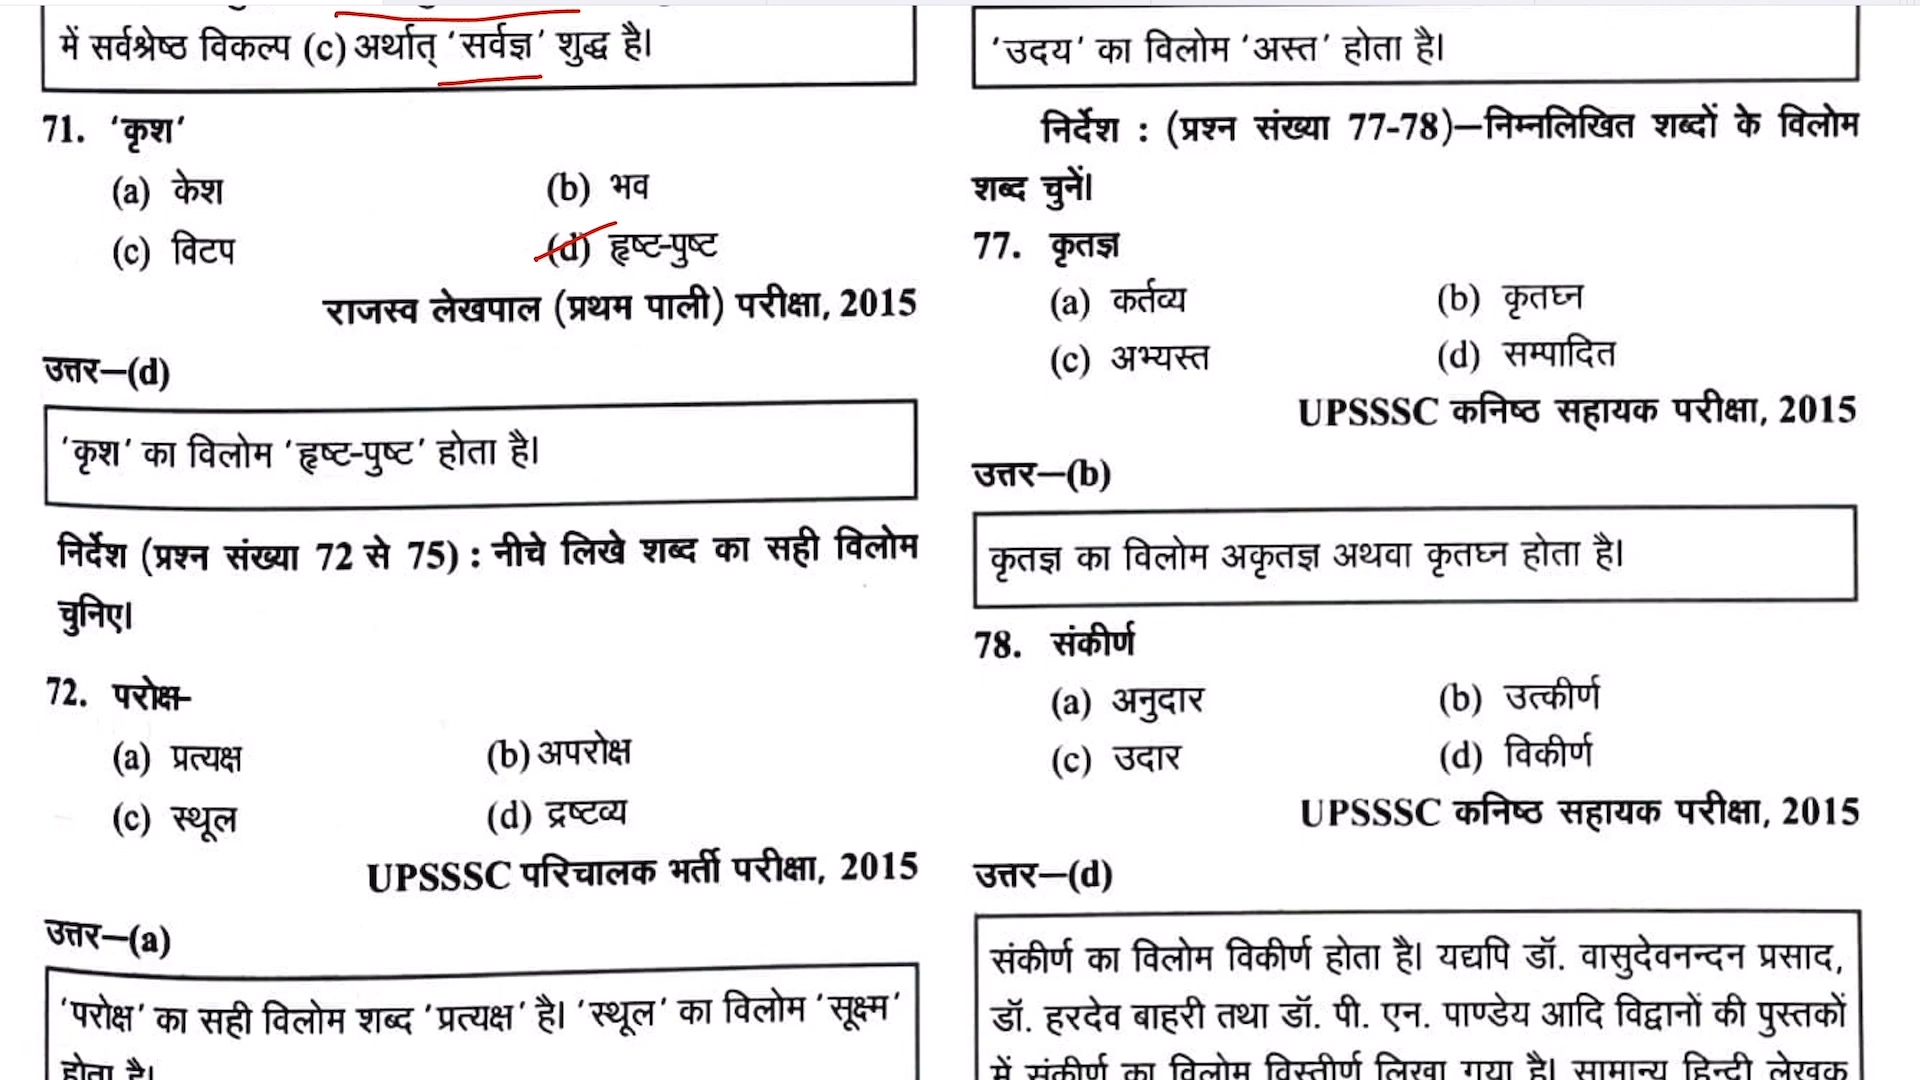 में सर्वश्रेष्ठ विकल्प (c) अर्थात् 'सर्वज्ञ' शुद्ध है।
71. 'कृश'
(a) केश (b) भव
(c) विटप (d) हृष्ट-पुष्ट
राजस्व लेखपाल (प्रथम पाली) परीक्षा, 2015
उत्तर—(d)
'कृश' का विलोम 'हृष्ट-पुष्ट' होता है।
निर्देश (प्रश्न संख्या 72 से 75) : नीचे लिखे शब्द का सही विलोम
चुनिए।
72. परोक्ष-
(a) प्रत्यक्ष (b) अपरोक्ष
(c) स्थूल (d) द्रष्टव्य
UPSSSC परिचालक भर्ती परीक्षा, 2015
उत्तर—(a)
'परोक्ष' का सही विलोम शब्द 'प्रत्यक्ष' है। 'स्थूल' का विलोम 'सूक्ष्म'
होता है।
'उदय' का विलोम 'अस्त' होता है।
निर्देश : (प्रश्न संख्या 77-78)—निम्नलिखित शब्दों के विलोम
शब्द चुनें।
77. कृतज्ञ
(a) कर्तव्य (b) कृतघ्न
(c) अभ्यस्त (d) सम्पादित
UPSSSC कनिष्ठ सहायक परीक्षा, 2015
उत्तर—(b)
कृतज्ञ का विलोम अकृतज्ञ अथवा कृतघ्न होता है।
78. संकीर्ण
(a) अनुदार (b) उत्कीर्ण
(c) उदार (d) विकीर्ण
UPSSSC कनिष्ठ सहायक परीक्षा, 2015
उत्तर—(d)
संकीर्ण का विलोम विकीर्ण होता है। यद्यपि डॉ. वासुदेवनन्दन प्रसाद,
डॉ. हरदेव बाहरी तथा डॉ. पी. एन. पाण्डेय आदि विद्वानों की पुस्तकों
में संकीर्ण का विलोम विस्तीर्ण लिखा गया है। सामान्य हिन्दी लेखक